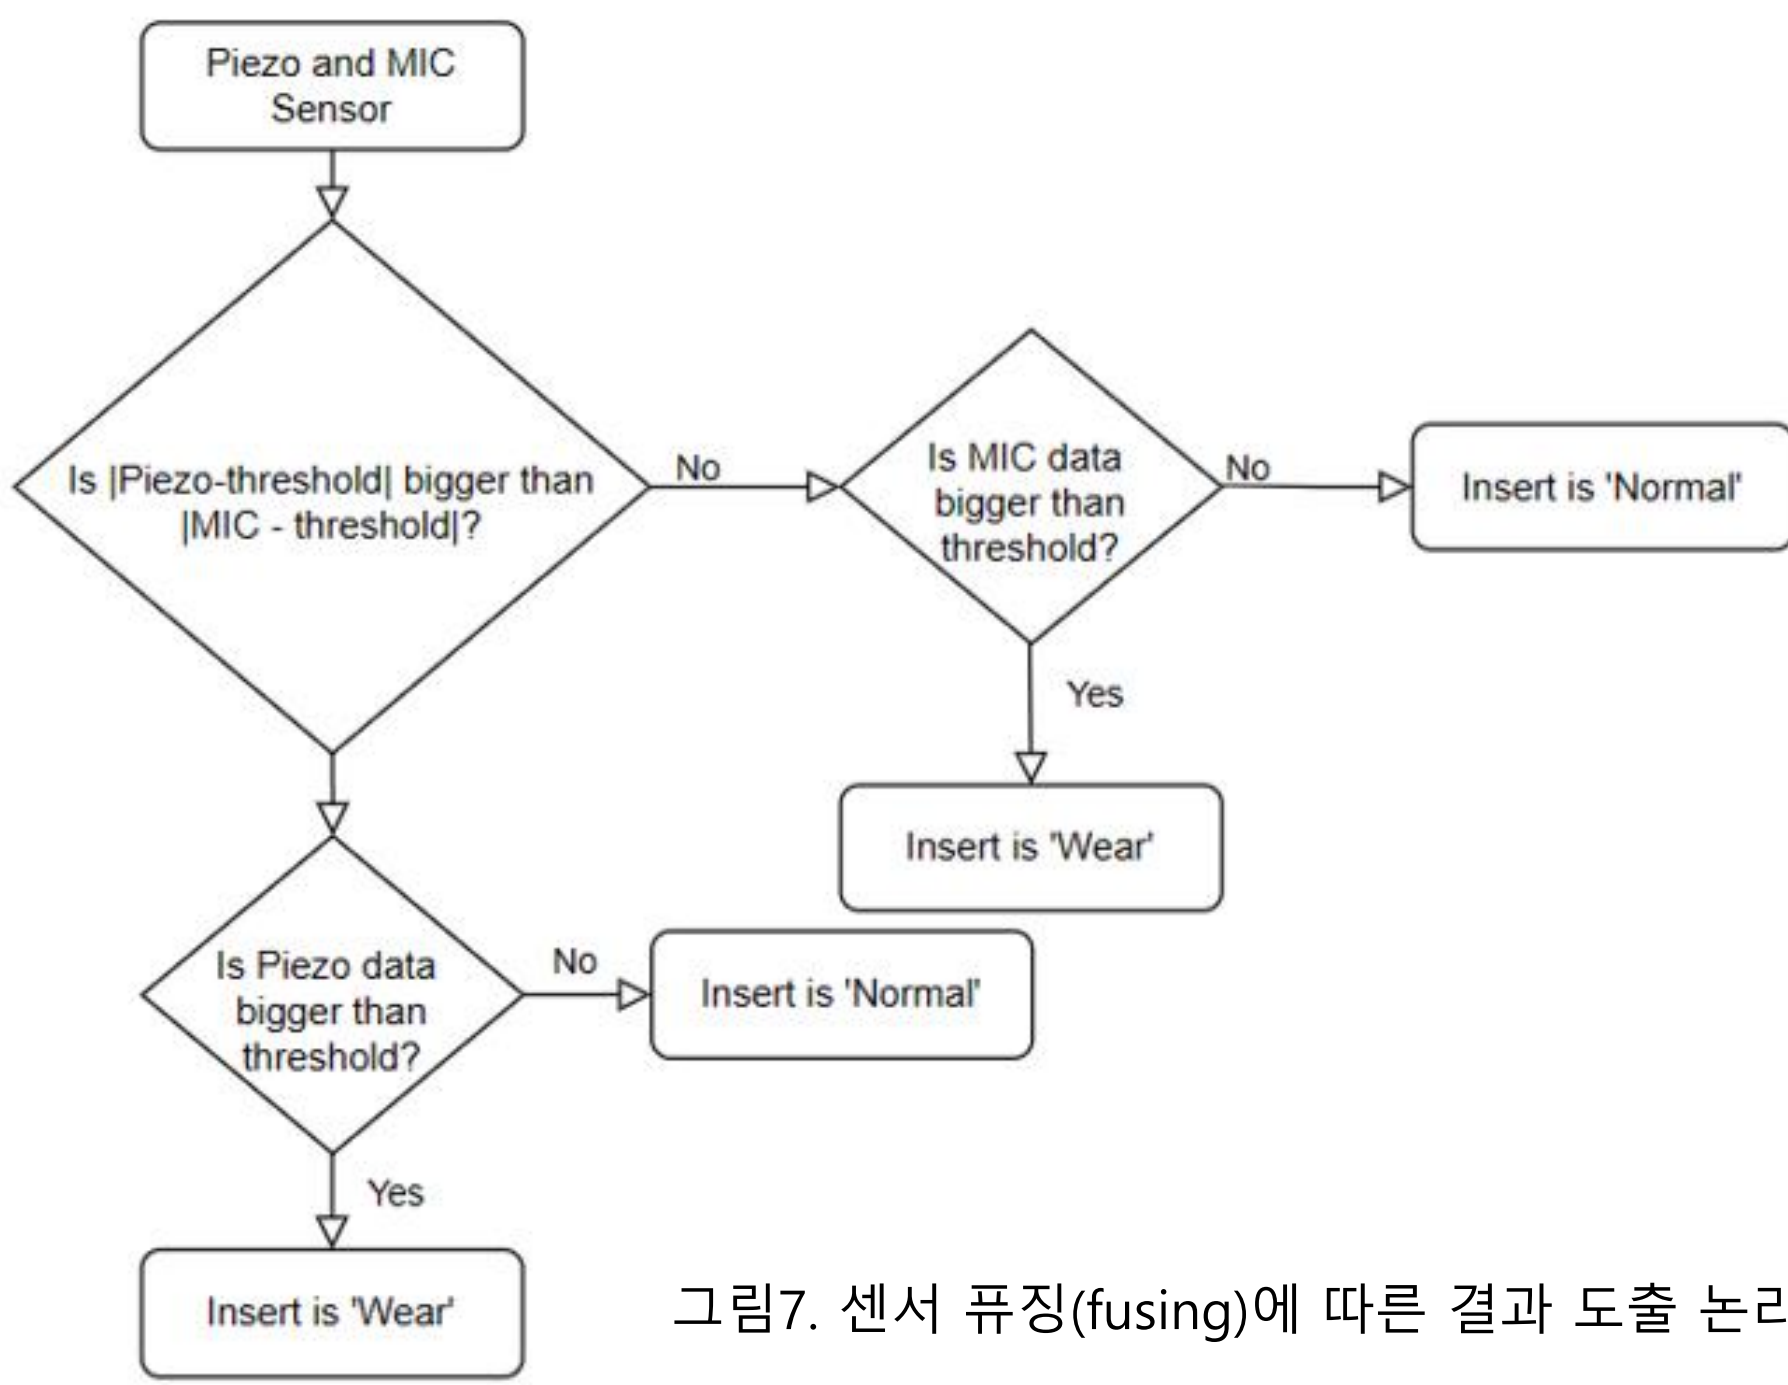 Piezo and MIC
Sensor
Is |Piezo-threshold| bigger than
|MIC - threshold|?
No
Is MIC data
bigger than
threshold?
No
Insert is 'Normal'
Yes
Insert is 'Wear'
Is Piezo data
bigger than
threshold?
No
Insert is 'Normal'
Yes
Insert is 'Wear'
그림7. 센서 퓨징(fusing)에 따른 결과 도출